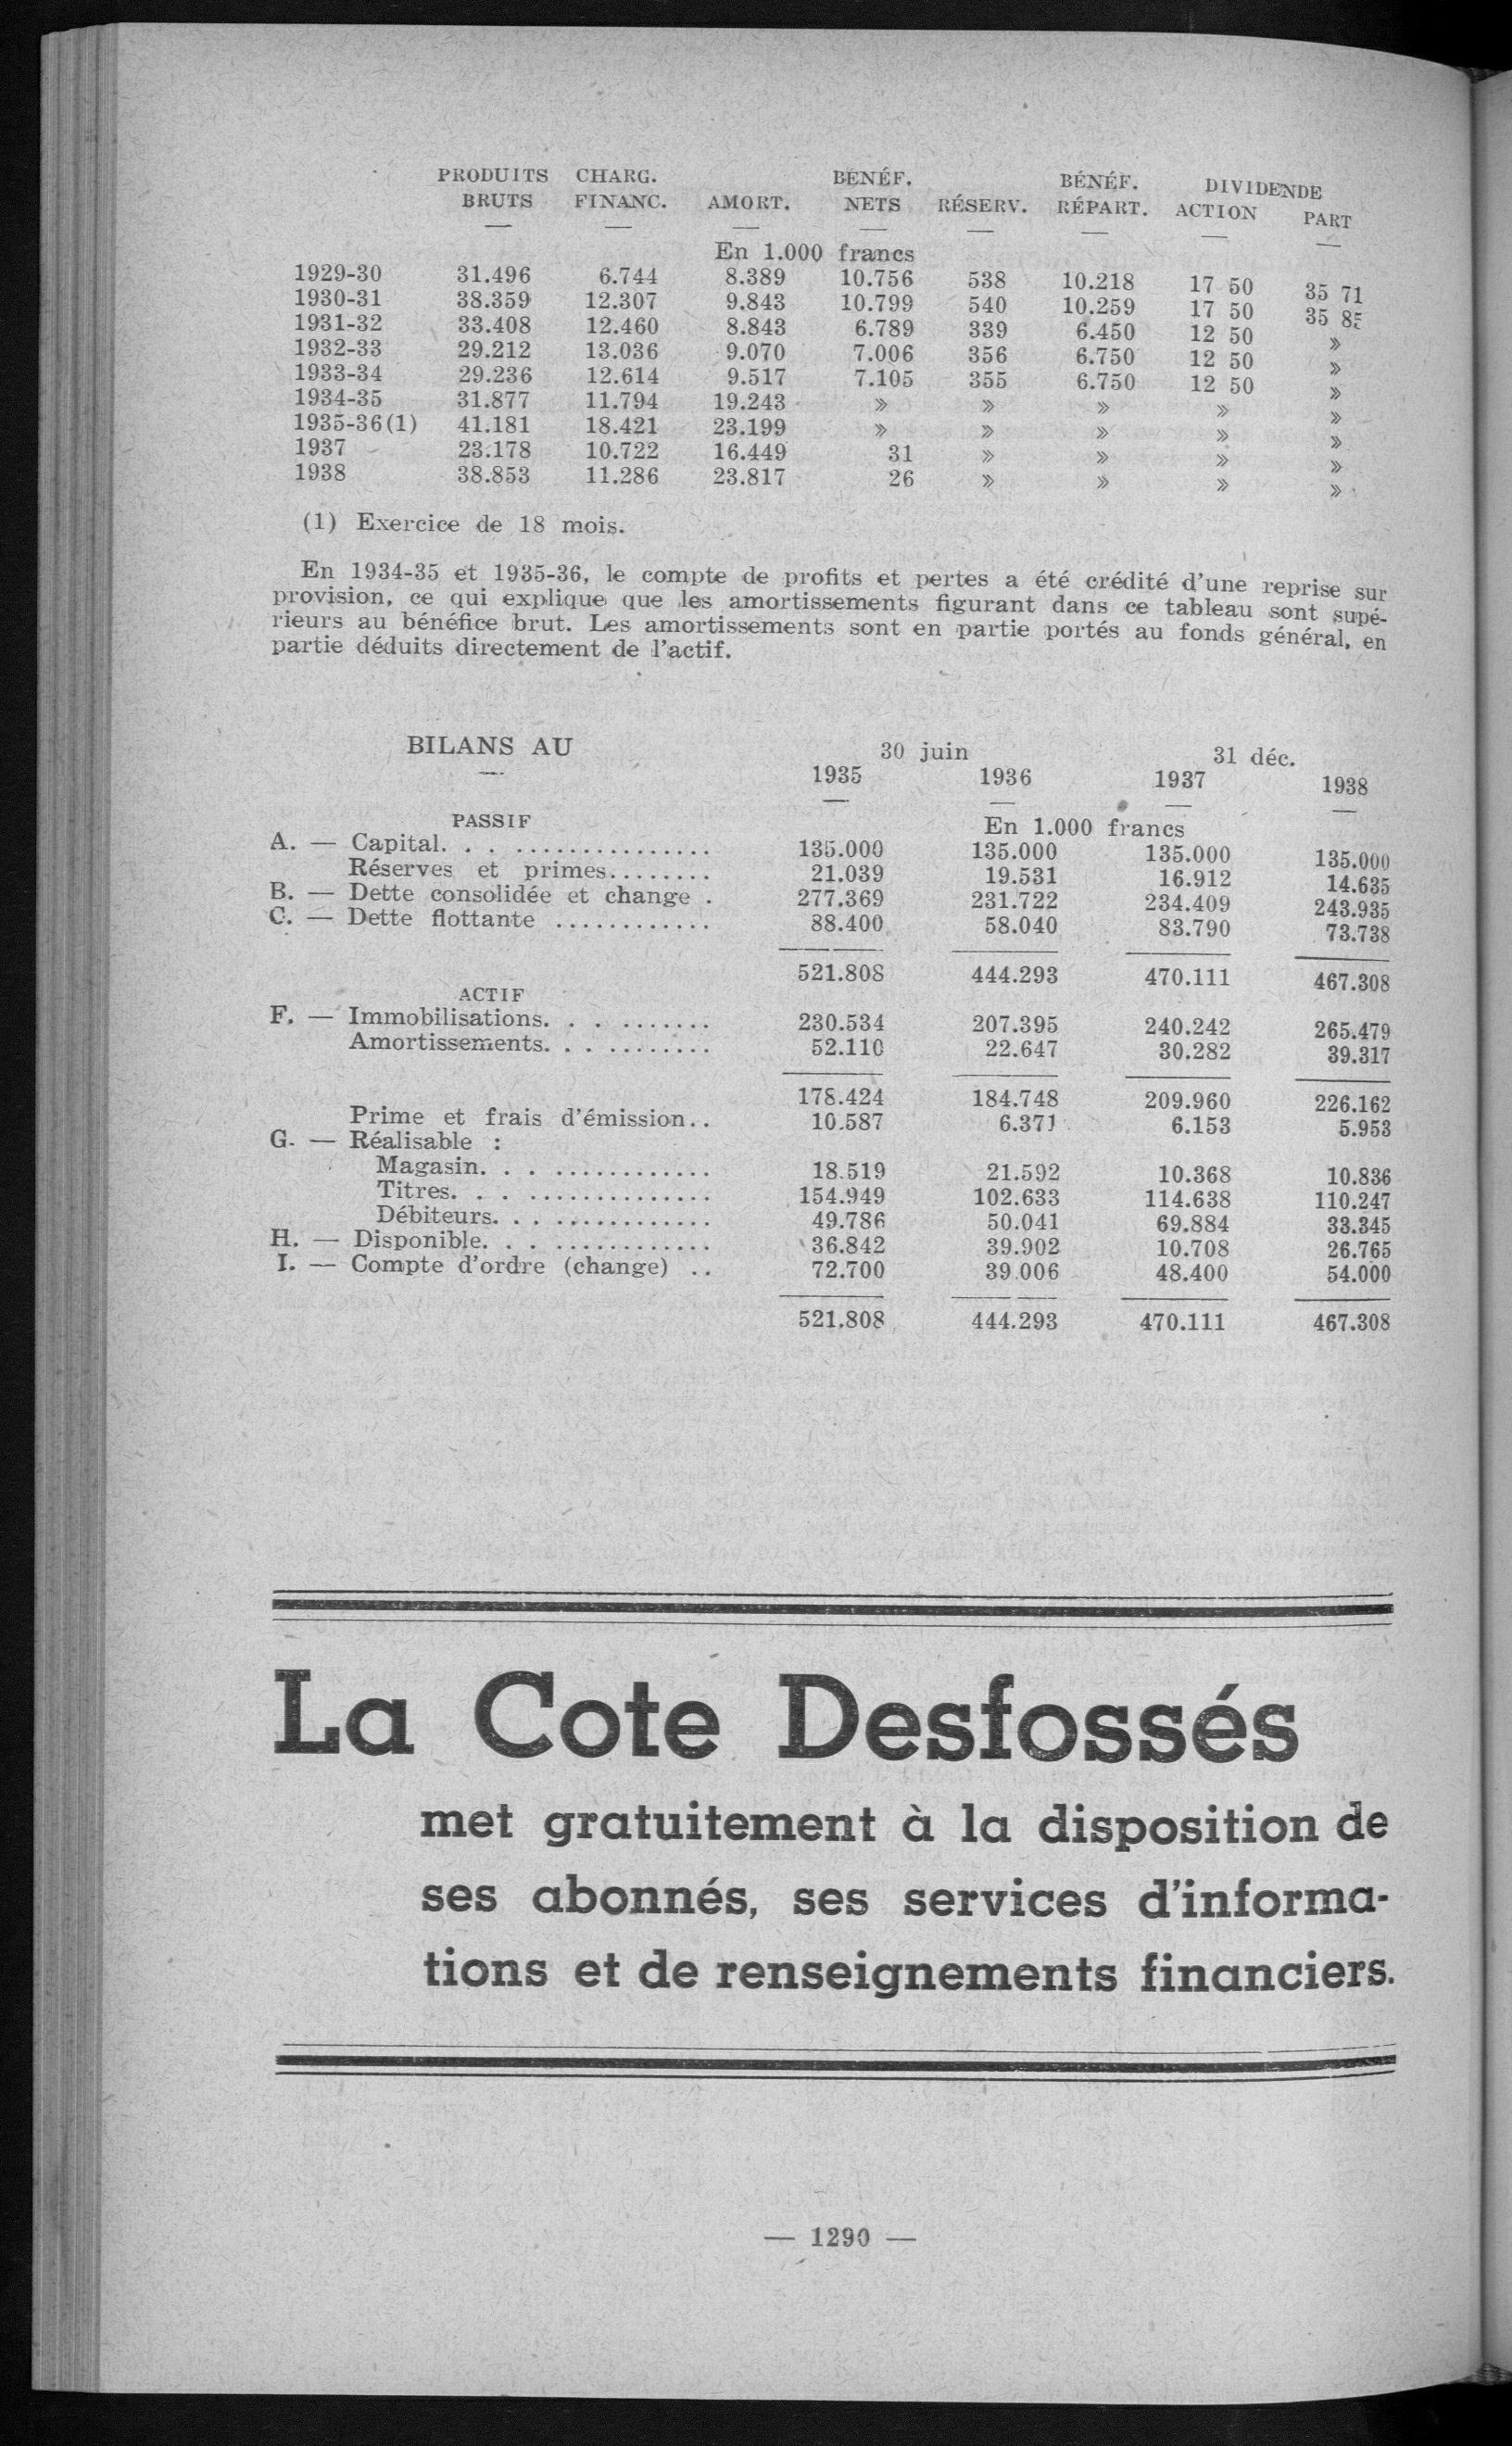 PRODUITS CHARG. BENÉF. BÉNÉF. DIVIDENDE
BRUTS FINANC. AMORT. NETS RÉSERV. RÉPART. ACTION PART
En 1.000 francs
1929-30 31.496 6.744 8.389 10.756 538 10.218 17 50 35 71
1930-31 38.359 12.307 9.843 10.799 540 10.259 17 50 35 85
1931-32 33.408 12.460 8.843 6.789 339 6.450 12 50 »
1932-33 29.212 13.036 9.070 7.006 356 6.750 12 50 »
1933-34 29.236 12.614 9.517 7.105 355 6.750 12 50 »
1934-35 31.877 11.794 19.243 » » » » »
1935-36(1) 41.181 18.421 23.199 » » » » »
1937 23.178 10.722 16.449 31 » » » »
1938 38.853 11.286 23.817 26 » » » »
(1) Exercice de 18 mois.
En 1934-35 et 1935-36, le compte de profits et pertes a été crédité d'une reprise sur
provision, ce qui explique que les amortissements figurant dans ce tableau sont supé-
rieurs au bénéfice brut. Les amortissements sont en partie portés au fonds général, en
partie déduits directement de l'actif.
BILANS AU 30 juin 31 déc.
1935 1936 1937 1938
PASSIF En 1.000 francs
A. — Capital. . . ............... 135.000 135.000 135.000 135.000
Réserves et primes........ 21.039 19.531 16.912 14.635
B. — Dette consolidée et change . 277.369 231.722 234.409 243.935
C. — Dette flottante ............ 88.400 58.040 83.790 73.738
521.808 444.293 470.111 467.308
ACTIF
F. — Immobilisations. . . ........ 230.534 207.395 240.242 265.479
Amortissements. . . ......... 52.110 22.647 30.282 39.317
178.424 184.748 209.960 226.162
Prime et frais d'émission.. 10.587 6.371 6.153 5.953
G. — Réalisable :
Magasin. . . ............. 18.519 21.592 10.368 10.836
Titres. . . ............... 154.949 102.633 114.638 110.247
Débiteurs. . . ............. 49.786 50.041 69.884 33.345
H. — Disponible. . . ............. 36.842 39.902 10.708 26.765
I. — Compte d'ordre (change) .. 72.700 39.006 48.400 54.000
521.808 444.293 470.111 467.308
La Cote Desfossés
met gratuitement à la disposition de
ses abonnés, ses services d'informa-
tions et de renseignements financiers.
— 1290 —